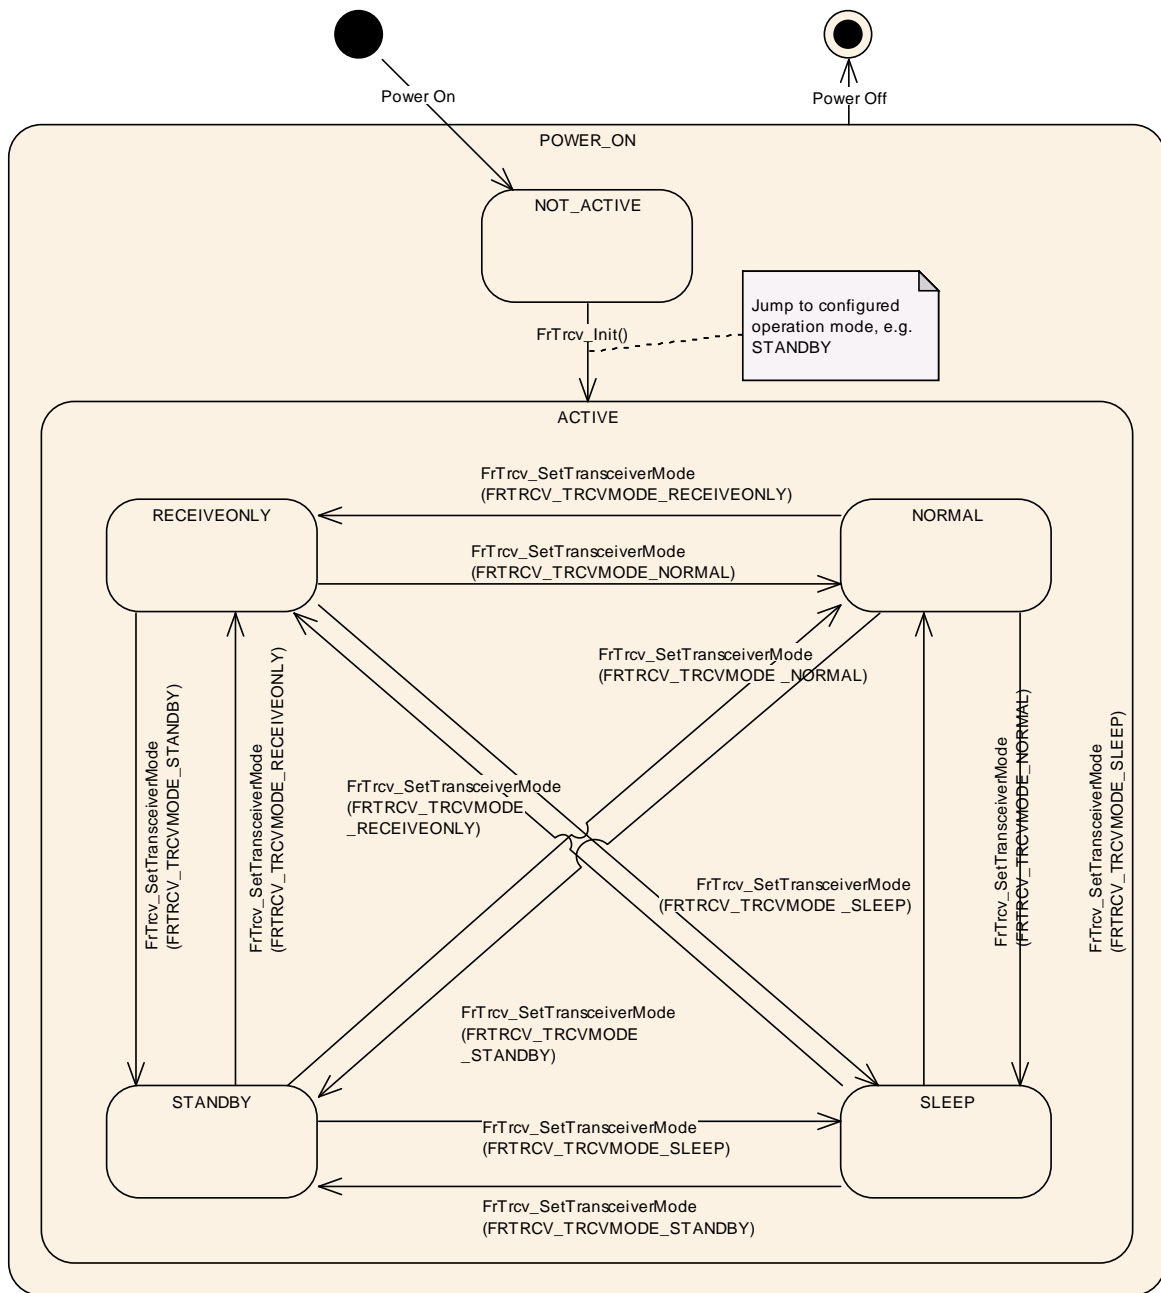 Power On
Power Off
POWER_ON
NOT_ACTIVE
Jump to configured
operation mode, e.g.
STANDBY
FrTrcv_Init()
ACTIVE
FrTrcv_SetTransceiverMode
(FRTRCV_TRCVMODE_RECEIVEONLY)
RECEIVEONLY
NORMAL
FrTrcv_SetTransceiverMode
(FRTRCV_TRCVMODE_NORMAL)
FrTrcv_SetTransceiverMode
(FRTRCV_TRCVMODE _NORMAL)
FrTrcv_SetTransceiverMode
(FRTRCV_TRCVMODE_STANDBY)
FrTrcv_SetTransceiverMode
(FRTRCV_TRCVMODE_RECEIVEONLY)
FrTrcv_SetTransceiverMode
(FRTRCV_TRCVMODE
_RECEIVEONLY)
FrTrcv_SetTransceiverMode
(FRTRCV_TRCVMODE _SLEEP)
FrTrcv_SetTransceiverMode
(FRTRCV_TRCVMODE_NORMAL)
FrTrcv_SetTransceiverMode
(FRTRCV_TRCVMODE_SLEEP)
FrTrcv_SetTransceiverMode
(FRTRCV_TRCVMODE
_STANDBY)
STANDBY
SLEEP
FrTrcv_SetTransceiverMode
(FRTRCV_TRCVMODE_SLEEP)
FrTrcv_SetTransceiverMode
(FRTRCV_TRCVMODE_STANDBY)